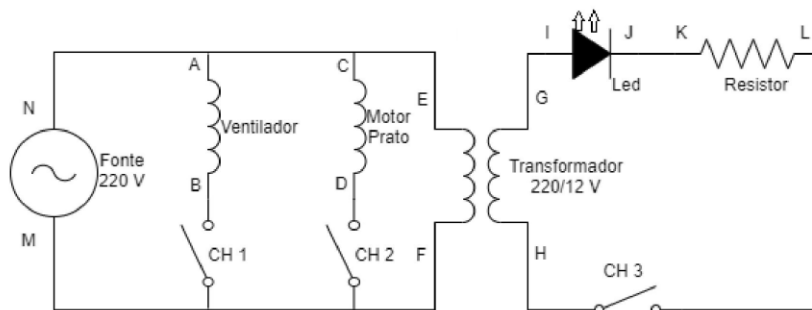 I
J
K
L
A
C
E
G
Led
Resistor
N
Ventilador
Motor
Prato
Fonte
220 V
Transformador
220/12 V
B
D
M
CH 1
CH 2
F
H
CH 3